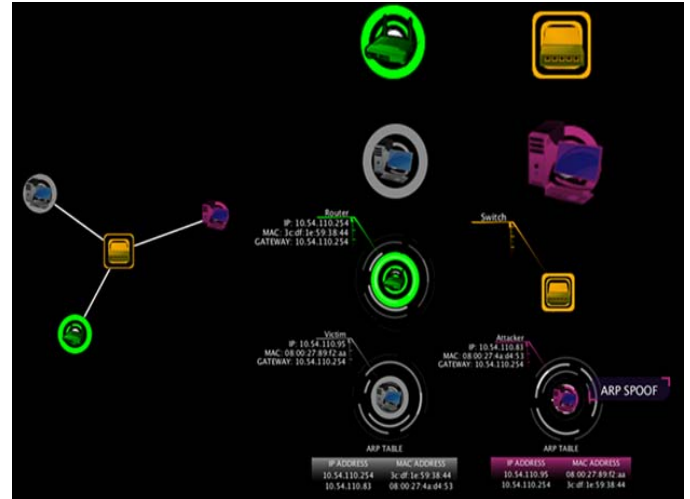 Router
IP: 10.54.110.254
MAC: 3c:df:1e:59:38:44
GATEWAY: 10.54.110.254
Switch
Victim
IP: 10.54.110.95
MAC: 08:00:27:89:f2:aa
GATEWAY: 10.54.110.254
Attacker
IP: 10.54.110.83
MAC: 08:00:27:4a:d4:53
GATEWAY: 10.54.110.254
ARP SPOOF
ARP TABLE
IP ADDRESS MAC ADDRESS
10.54.110.254 3c:df:1e:59:38:44
10.54.110.83 08:00:27:4a:d4:53
ARP TABLE
IP ADDRESS MAC ADDRESS
10.54.110.95 08:00:27:89:f2:aa
10.54.110.254 3c:df:1e:59:38:44